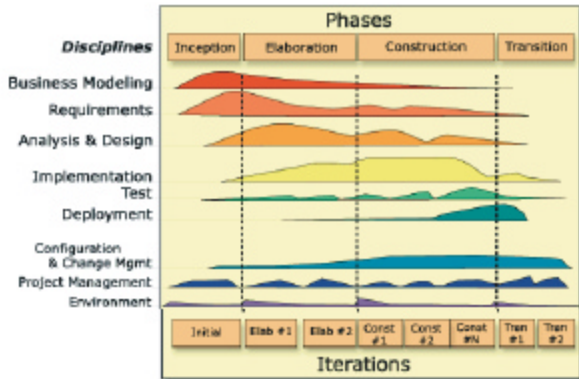 Phases
Disciplines
Inception
Elaboration
Construction
Transition
Business Modeling
Requirements
Analysis & Design
Implementation
Test
Deployment
Configuration
& Change Mgmt
Project Management
Environment
Initial
Elab #1
Elab #2
Const
#1
Const
#2
Const
#N
Tran
#1
Tran
#2
Iterations